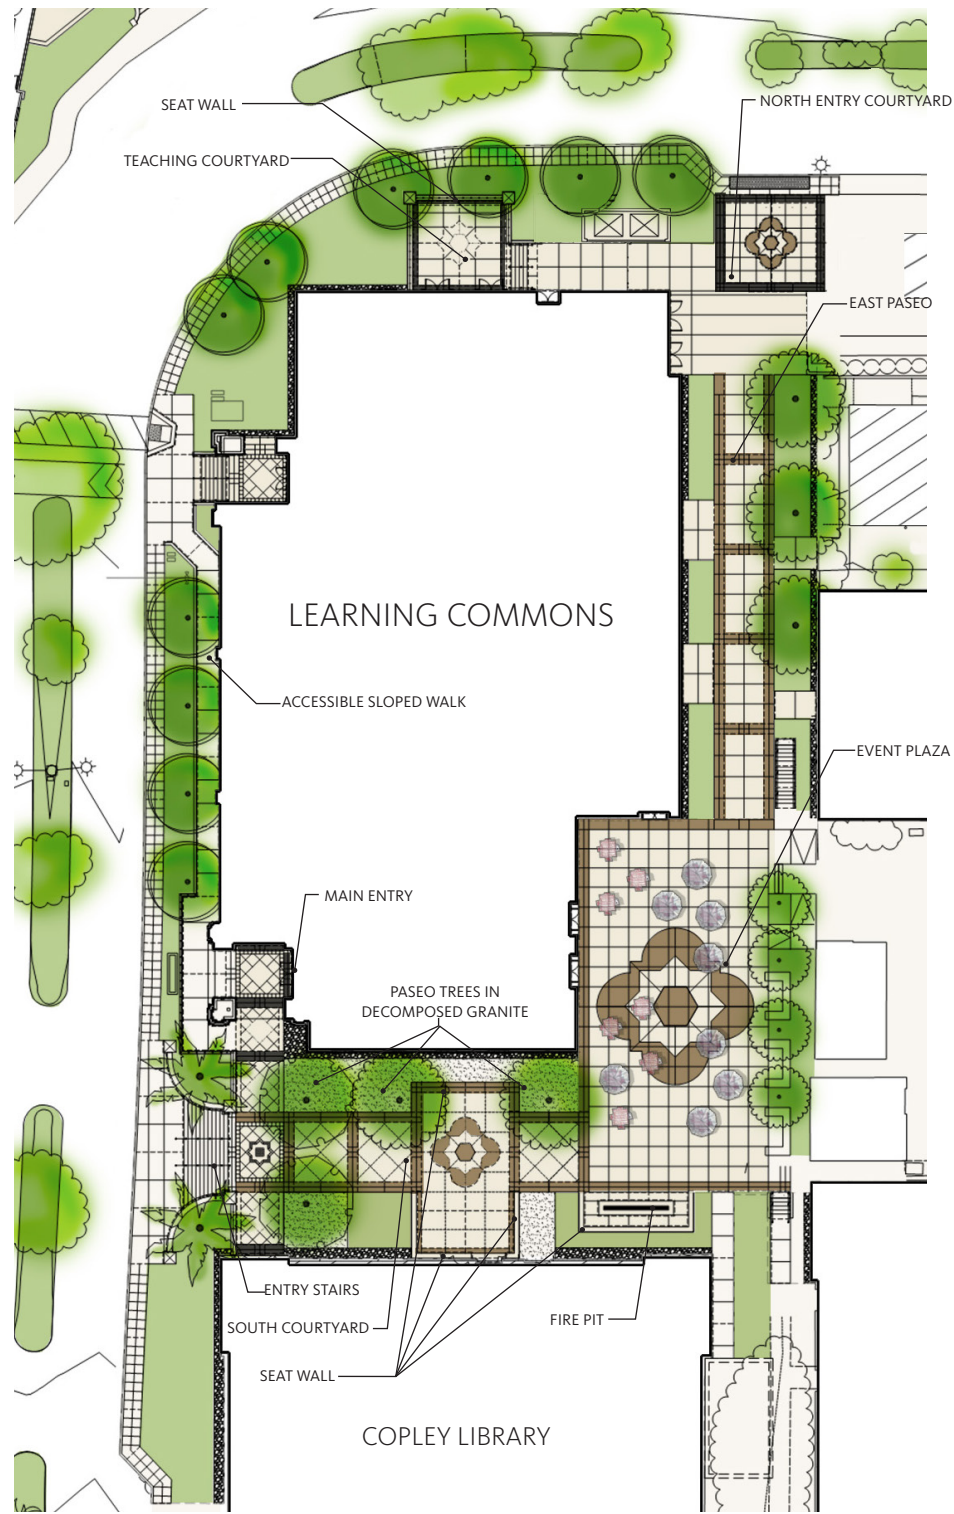 NORTH ENTRY COURTYARD
SEAT WALL
TEACHING COURTYARD
EAST PASEO
LEARNING COMMONS
ACCESSIBLE SLOPED WALK
EVENT PLAZA
MAIN ENTRY
PASEO TREES IN
DECOMPOSED GRANITE
ENTRY STAIRS
FIRE PIT
SOUTH COURTYARD
SEAT WALL
COPLEY LIBRARY